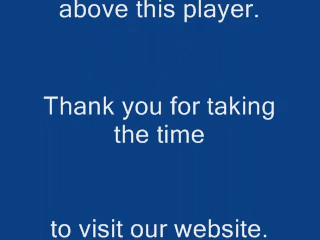 above this player.
Thank you for taking
the time
to visit our website.